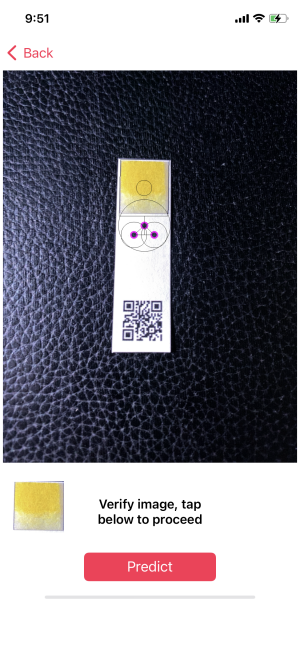 9:51
Back
Verify image, tap
below to proceed
Predict